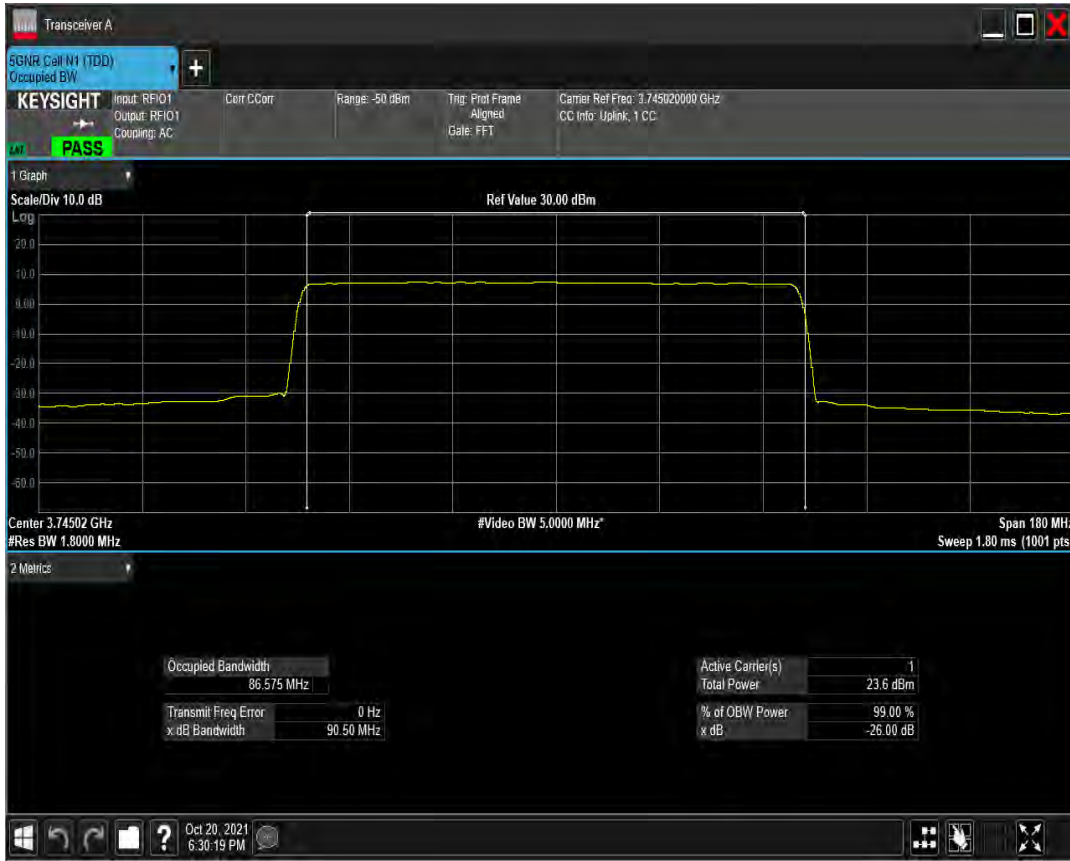 Transceiver A
5GNR Cell N1 (TDD)
Occupied BW
+
KEYSIGHT
Input: RFIO1
Output: RFIO1
Coupling: AC
Corr CCorr
Range: -50 dBm
Trig: Prot Frame
Aligned
Gate: FFT
Carrier Ref Freq: 3.745020000 GHz
CC Info: Uplink, 1 CC
PASS
1 Graph
Scale/Div 10.0 dB
Ref Value 30.00 dBm
Log
20.0
10.0
0.00
-10.0
-20.0
-30.0
-40.0
-50.0
-60.0
Center 3.74502 GHz
#Video BW 5.0000 MHz*
Span 180 MHz
#Res BW 1.8000 MHz
Sweep 1.80 ms (1001 pts
2 Metrics
Occupied Bandwidth
86.575 MHz
Transmit Freq Error 0 Hz
x dB Bandwidth 90.50 MHz
Active Carrier(s) 1
Total Power 23.6 dBm
% of OBW Power 99.00 %
x dB -26.00 dB
?
Oct 20, 2021
6:30:19 PM